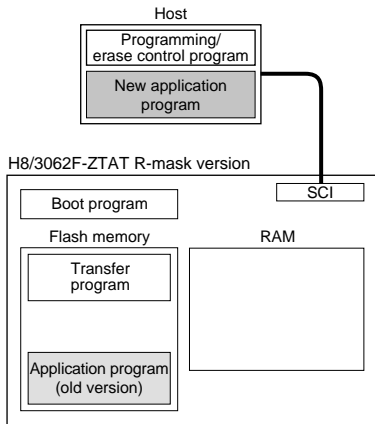 Host
Programming/
erase control program
New application
program
H8/3062F-ZTAT R-mask version
SCI
Boot program
Flash memory
RAM
Transfer
program
Application program
(old version)